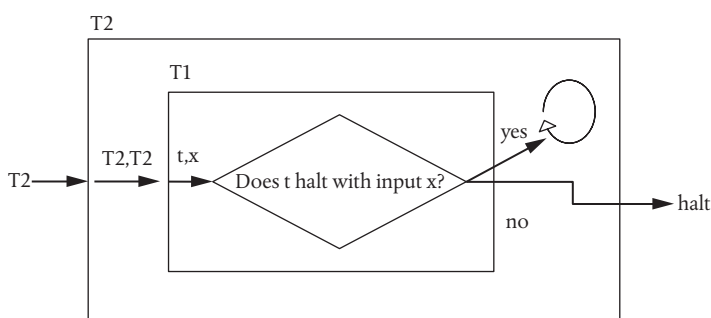 T2
T1
yes
T2
T2,T2
t,x
Does t halt with input x?
halt
no